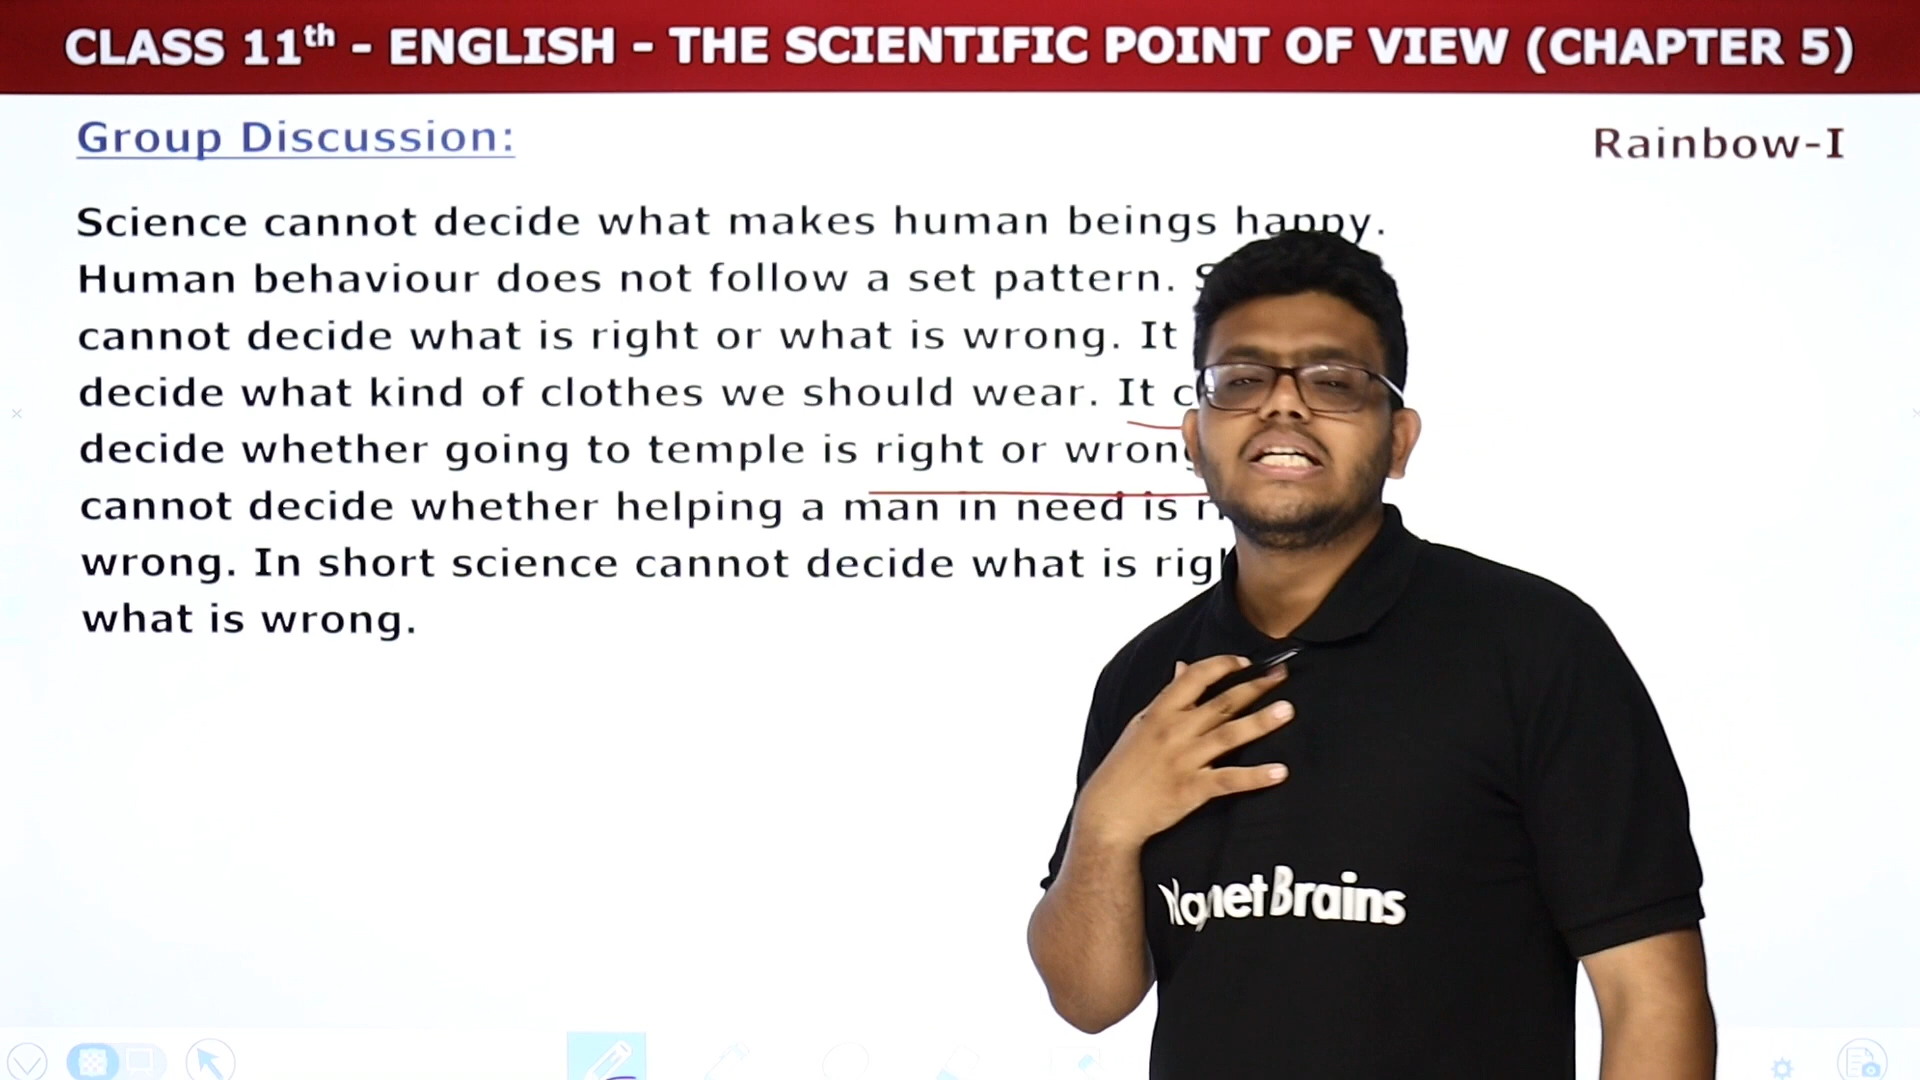 CLASS 11th - ENGLISH - THE SCIENTIFIC POINT OF VIEW (CHAPTER 5)
Group Discussion:
Rainbow-I
Science cannot decide what makes human beings happy.
Human behaviour does not follow a set pattern.
cannot decide what is right or what is wrong. It
decide what kind of clothes we should wear. It
decide whether going to temple is right or wrong
cannot decide whether helping a man in need is
wrong. In short science cannot decide what is
what is wrong.
Magnet Brains